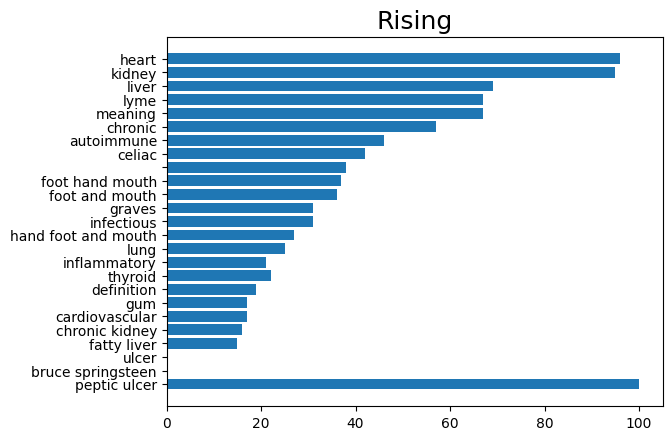 Rising
heart
kidney
liver
lyme
meaning
chronic
autoimmune
celiac
foot hand mouth
foot and mouth
graves
infectious
hand foot and mouth
lung
inflammatory
thyroid
definition
gum
cardiovascular
chronic kidney
fatty liver
ulcer
bruce springsteen
peptic ulcer
0 20 40 60 80 100